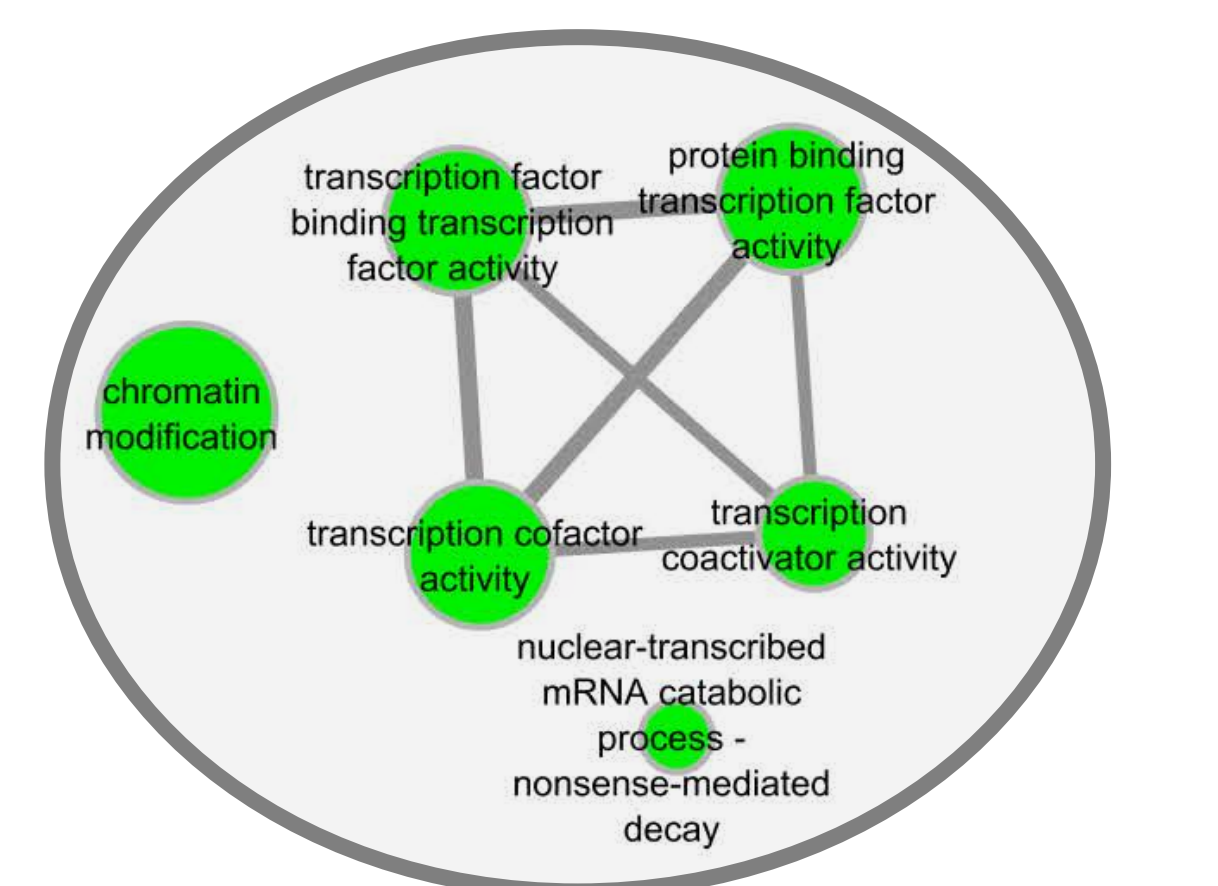 transcription factor
binding transcription
factor activity
protein binding
transcription factor
activity
chromatin
modification
transcription cofactor
activity
transcription
coactivator activity
nuclear-transcribed
mRNA catabolic
process -
nonsense-mediated
decay